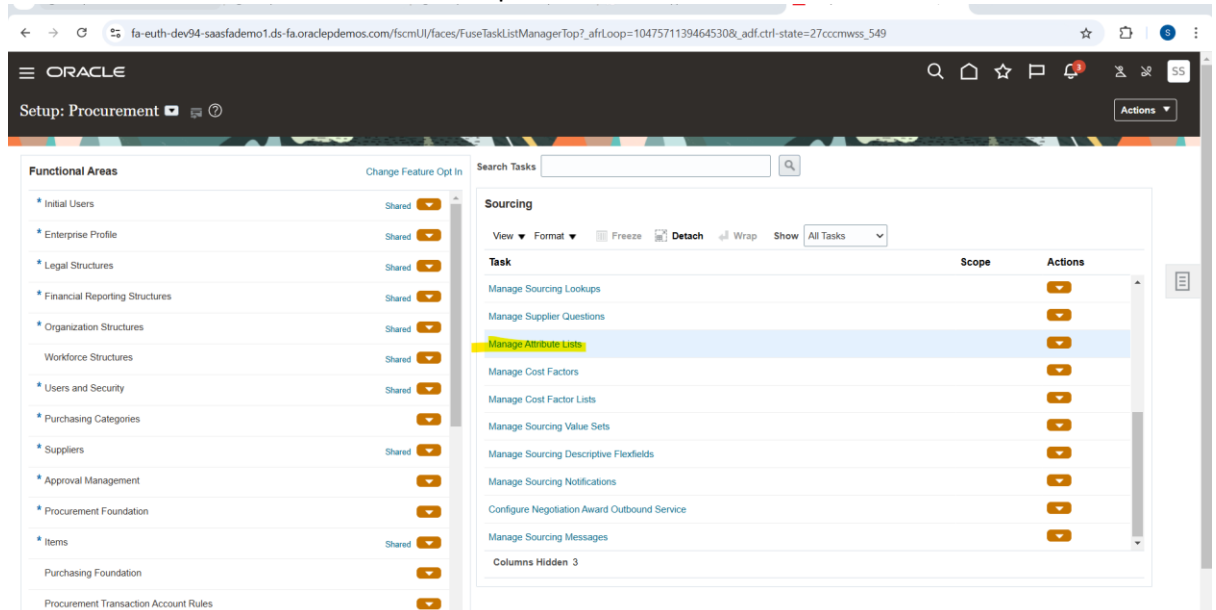 fa-euth-dev94-saasfademo1.ds-fa.oraclepdemos.com/fscmUI/faces/FuseTaskListManagerTop?_afrLoop=1047571139464530&_adf.ctrl-state=27cccmwss_549
S
ORACLE
3
SS
Setup: Procurement
Actions
Functional Areas
Change Feature Opt In
* Initial Users Shared
* Enterprise Profile Shared
* Legal Structures Shared
* Financial Reporting Structures Shared
* Organization Structures Shared
Workforce Structures Shared
* Users and Security Shared
* Purchasing Categories
* Suppliers Shared
* Approval Management
* Procurement Foundation
* Items Shared
Purchasing Foundation
Procurement Transaction Account Rules
Search Tasks
Sourcing
View Format Freeze Detach Wrap Show All Tasks
Task Scope Actions
Manage Sourcing Lookups
Manage Supplier Questions
Manage Attribute Lists
Manage Cost Factors
Manage Cost Factor Lists
Manage Sourcing Value Sets
Manage Sourcing Descriptive Flexfields
Manage Sourcing Notifications
Configure Negotiation Award Outbound Service
Manage Sourcing Messages
Columns Hidden 3